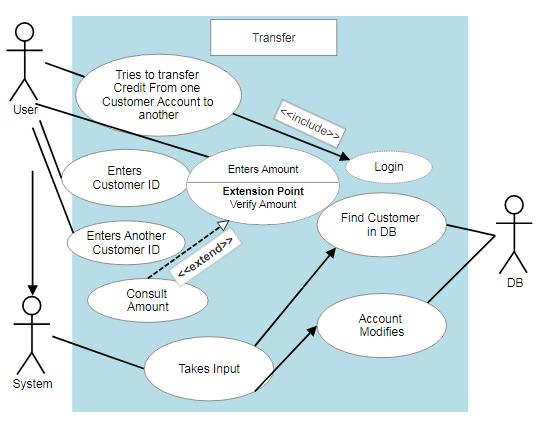 Transfer
Tries to transfer
Credit From one
Customer Account to
another
User
<<include>>
Enters Amount
Login
Enters
Customer ID
Extension Point
Verify Amount
Find Customer
in DB
Enters Another
Customer ID
<<extend>>
DB
Consult
Amount
Account
Modifies
Takes Input
System